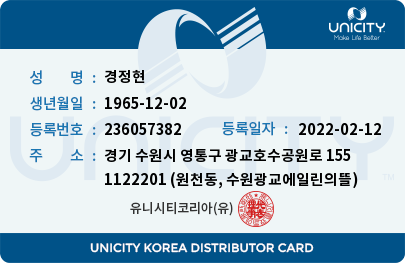 UNICITY
Make Life Better
성 명 : 경정현
생년월일 : 1965-12-02
등록번호 : 236057382 등록일자 : 2022-02-12
주 소 : 경기 수원시 영통구 광교호수공원로 155
1122201 (원천동, 수원광교에일린의뜰)
유니시티코리아(유)
UNICITY KOREA DISTRIBUTOR CARD